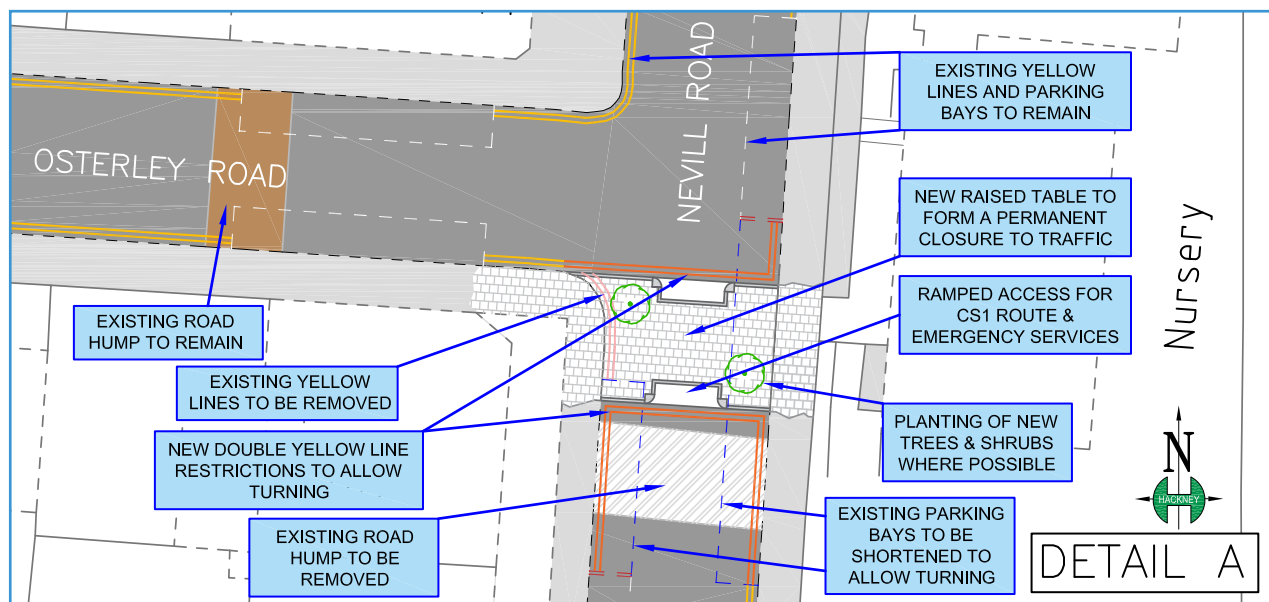 EXISTING YELLOW
LINES AND PARKING
BAYS TO REMAIN
NEVILL ROAD
OSTERLEY ROAD
NEW RAISED TABLE TO
FORM A PERMANENT
CLOSURE TO TRAFFIC
Nursery
RAMPED ACCESS FOR
CS1 ROUTE &
EMERGENCY SERVICES
EXISTING ROAD
HUMP TO REMAIN
EXISTING YELLOW
LINES TO BE REMOVED
PLANTING OF NEW
TREES & SHRUBS
WHERE POSSIBLE
NEW DOUBLE YELLOW LINE
RESTRICTIONS TO ALLOW
TURNING
N
HACKNEY
EXISTING ROAD
HUMP TO BE
REMOVED
EXISTING PARKING
BAYS TO BE
SHORTENED TO
ALLOW TURNING
DETAIL A